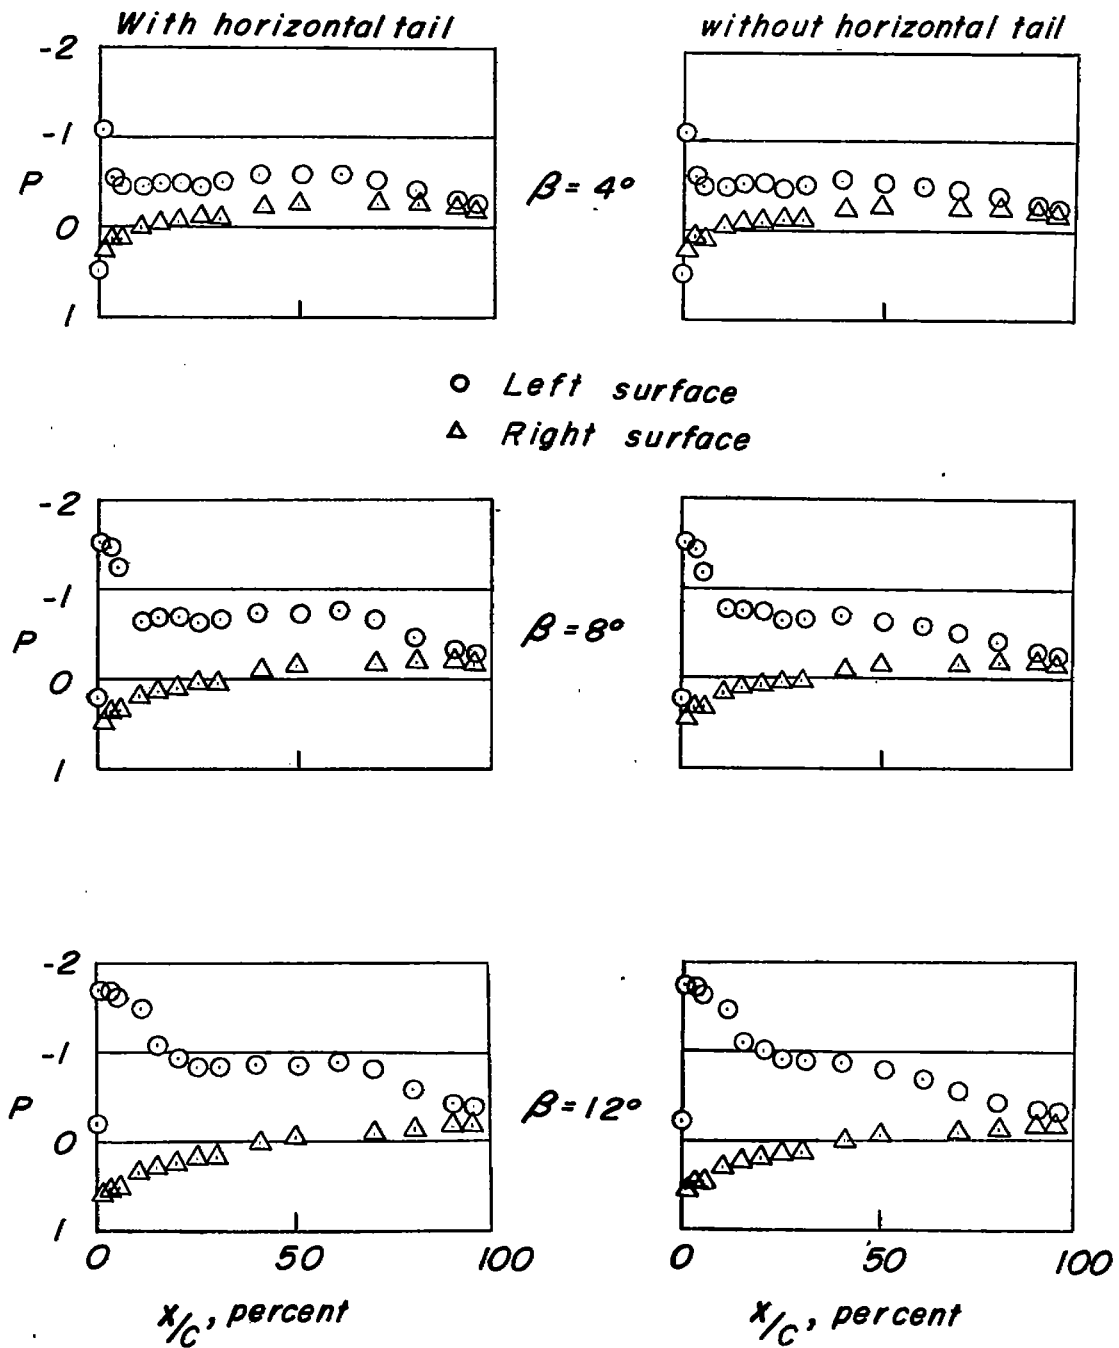 With horizontal tail
without horizontal tail
-2
-1
P
0
1
β = 4°
○ Left surface
△ Right surface
-2
-1
P
0
1
β = 8°
-2
-1
P
0
1
β = 12°
0 50 100
0 50 100
x/c, percent
x/c, percent